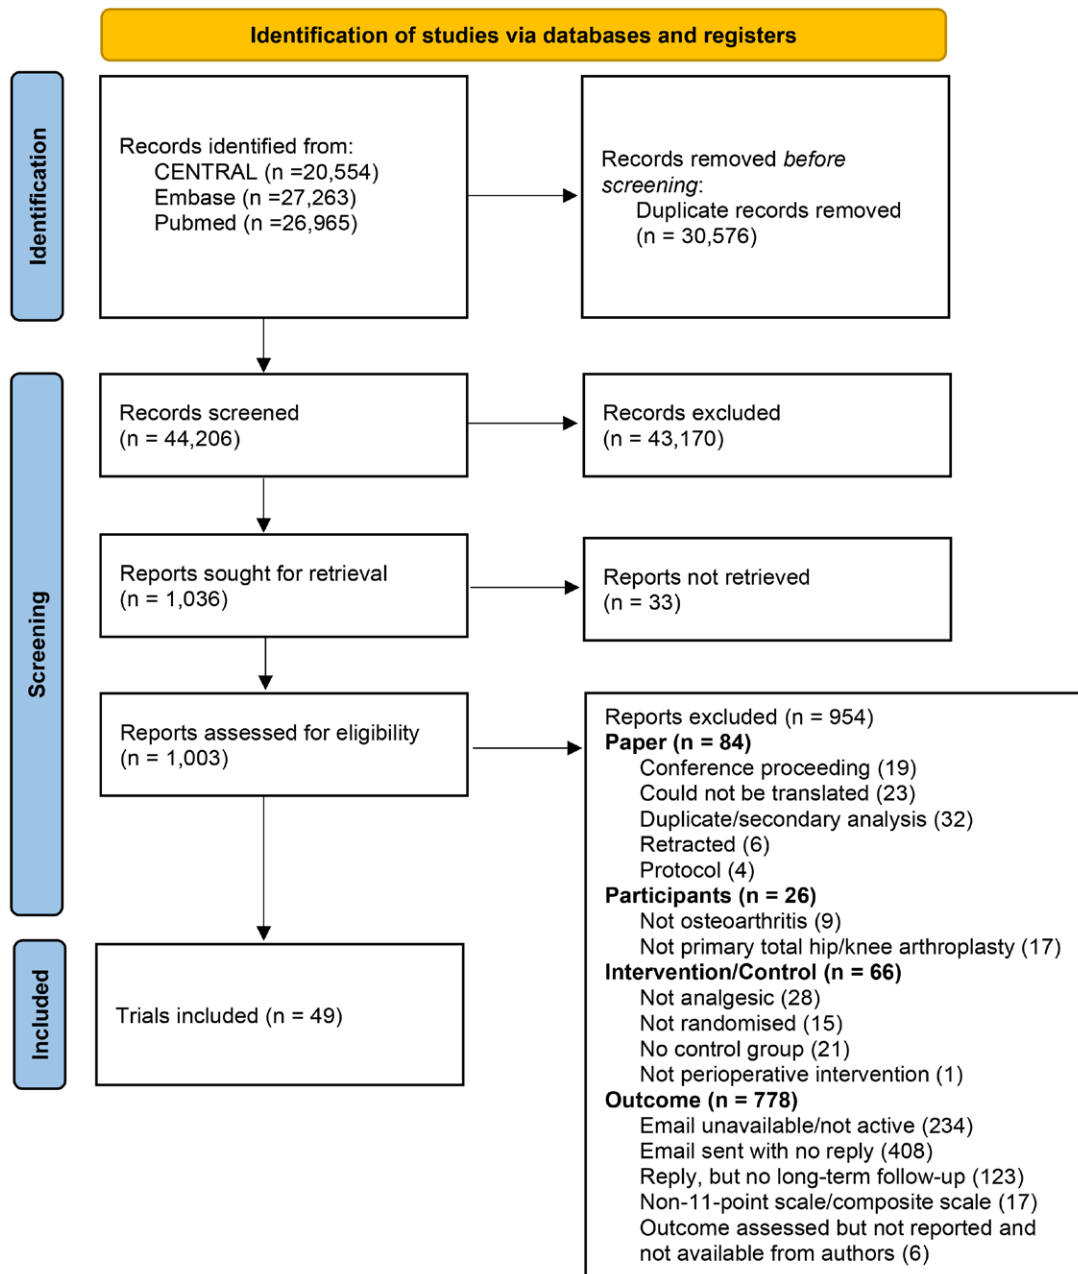 Identification of studies via databases and registers
Identification
Records identified from:
CENTRAL (n =20,554)
Embase (n =27,263)
Pubmed (n =26,965)
Records removed before
screening:
Duplicate records removed
(n = 30,576)
Screening
Records screened
(n = 44,206)
Records excluded
(n = 43,170)
Reports sought for retrieval
(n = 1,036)
Reports not retrieved
(n = 33)
Reports assessed for eligibility
(n = 1,003)
Reports excluded (n = 954)
Paper (n = 84)
Conference proceeding (19)
Could not be translated (23)
Duplicate/secondary analysis (32)
Retracted (6)
Protocol (4)
Participants (n = 26)
Not osteoarthritis (9)
Not primary total hip/knee arthroplasty (17)
Intervention/Control (n = 66)
Not analgesic (28)
Not randomised (15)
No control group (21)
Not perioperative intervention (1)
Outcome (n = 778)
Email unavailable/not active (234)
Email sent with no reply (408)
Reply, but no long-term follow-up (123)
Non-11-point scale/composite scale (17)
Outcome assessed but not reported and
not available from authors (6)
Included
Trials included (n = 49)